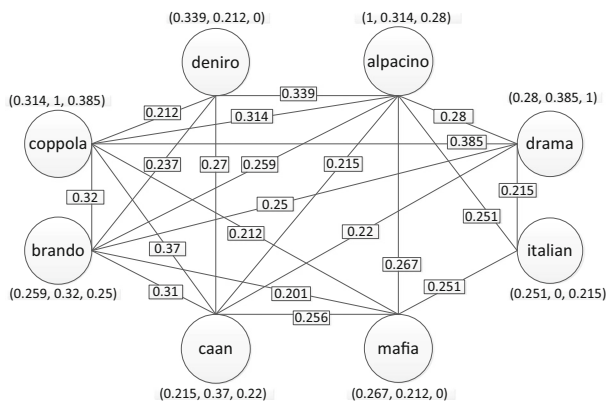 (0.339, 0.212, 0)
(1, 0.314, 0.28)
deniro
alpacino
(0.314, 1, 0.385)
(0.28, 0.385, 1)
0.339
0.212
0.314
0.28
coppola
drama
0.385
0.237
0.27
0.259
0.215
0.32
0.215
0.25
0.251
0.37
0.212
0.22
brando
italian
0.267
0.31
0.201
0.251
(0.259, 0.32, 0.25)
(0.251, 0, 0.215)
0.256
caan
mafia
(0.215, 0.37, 0.22)
(0.267, 0.212, 0)